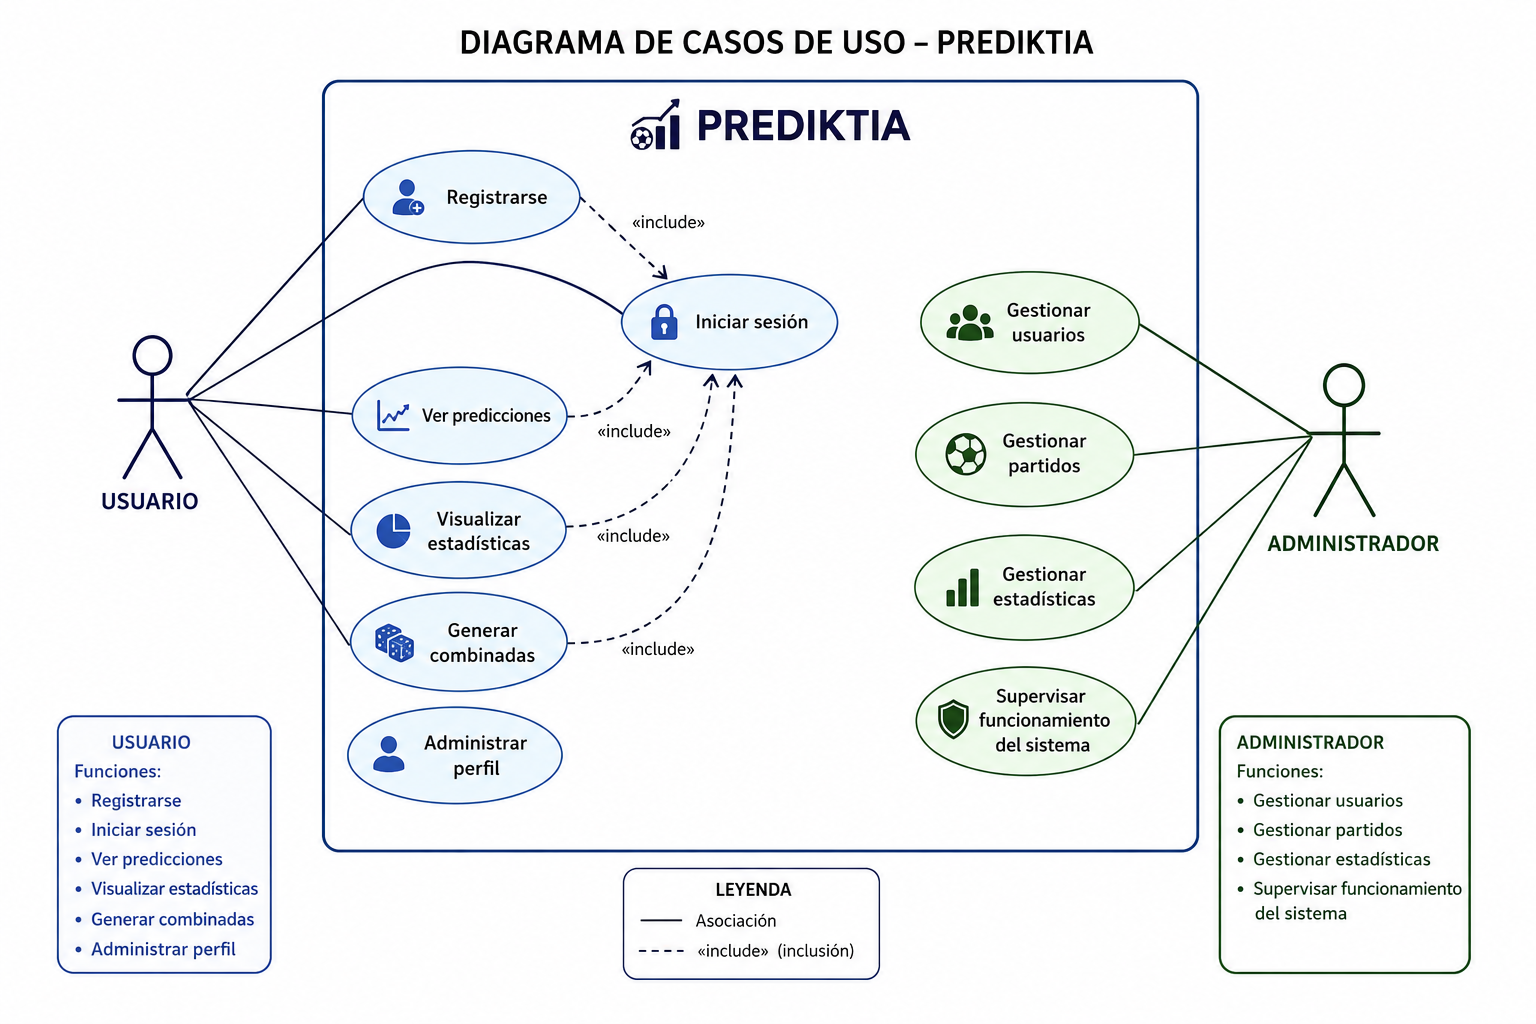 DIAGRAMA DE CASOS DE USO – PREDIKTIA
PREDIKTIA
Registrarse
«include»
Iniciar sesión
Ver predicciones
«include»
Visualizar
estadísticas
«include»
Generar
combinadas
«include»
Administrar
perfil
Gestionar
usuarios
Gestionar
partidos
Gestionar
estadísticas
Supervisar
funcionamiento
del sistema
USUARIO
ADMINISTRADOR
USUARIO
Funciones:
• Registrarse
• Iniciar sesión
• Ver predicciones
• Visualizar estadísticas
• Generar combinadas
• Administrar perfil
LEYENDA
Asociación
«include» (inclusión)
ADMINISTRADOR
Funciones:
• Gestionar usuarios
• Gestionar partidos
• Gestionar estadísticas
• Supervisar funcionamiento
del sistema